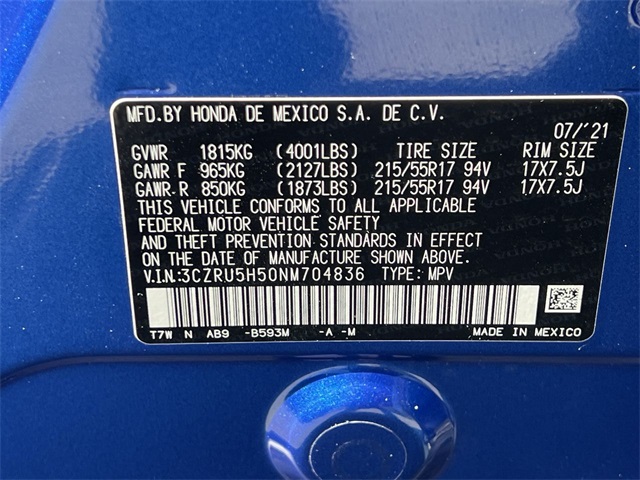 MFD.BY HONDA DE MEXICO S.A. DE C.V.
07/'21
GVWR 1815KG (4001LBS) TIRE SIZE RIM SIZE
GAWR F 965KG (2127LBS) 215/55R17 94V 17X7.5J
GAWR R 850KG (1873LBS) 215/55R17 94V 17X7.5J
THIS VEHICLE CONFORMS TO ALL APPLICABLE
FEDERAL MOTOR VEHICLE SAFETY
AND THEFT PREVENTION STANDARDS IN EFFECT
ON THE DATE OF MANUFACTURE SHOWN ABOVE.
V.I.N.:3CZRU5H50NM704836 TYPE: MPV
T7W N AB9 -B593M -A -M MADE IN MEXICO